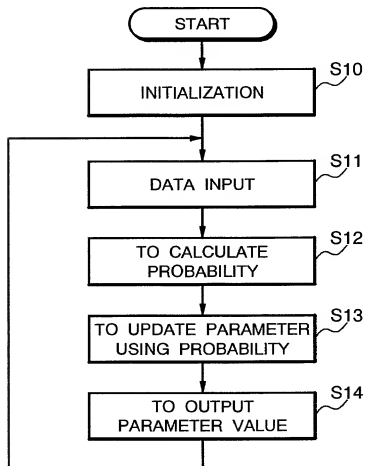 START
S10
INITIALIZATION
S11
DATA INPUT
S12
TO CALCULATE
PROBABILITY
S13
TO UPDATE PARAMETER
USING PROBABILITY
S14
TO OUTPUT
PARAMETER VALUE